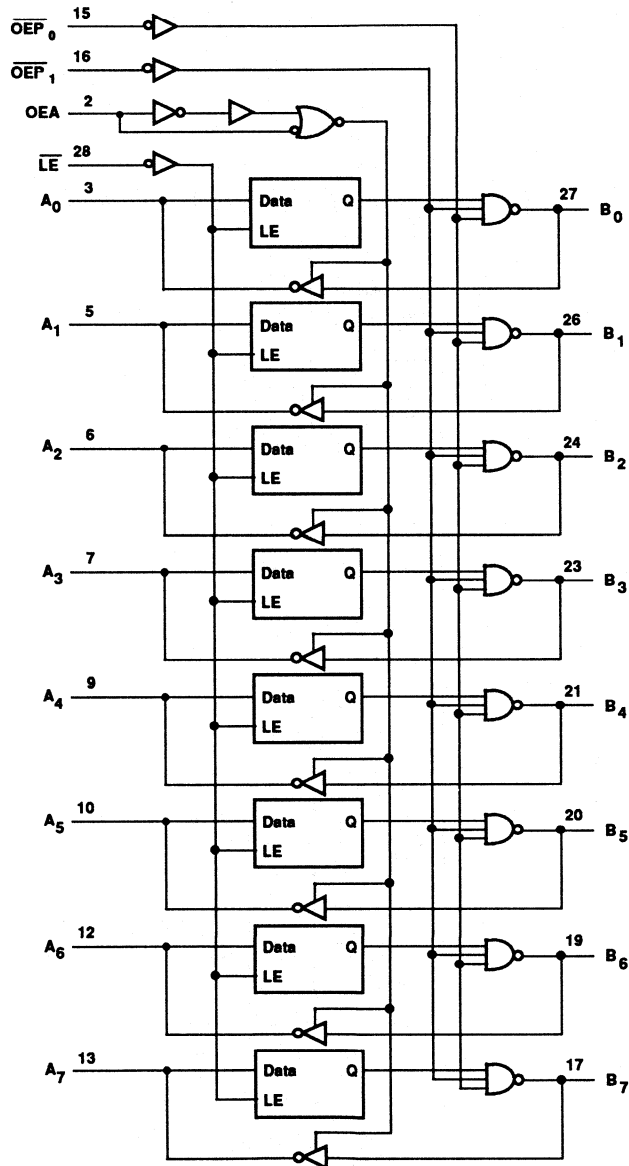 OEP0 15
OEP1 16
OEA 2
LE 28
A0 3 Data Q LE 27 B0
A1 5 Data Q LE 26 B1
A2 6 Data Q LE 24 B2
A3 7 Data Q LE 23 B3
A4 9 Data Q LE 21 B4
A5 10 Data Q LE 20 B5
A6 12 Data Q LE 19 B6
A7 13 Data Q LE 17 B7